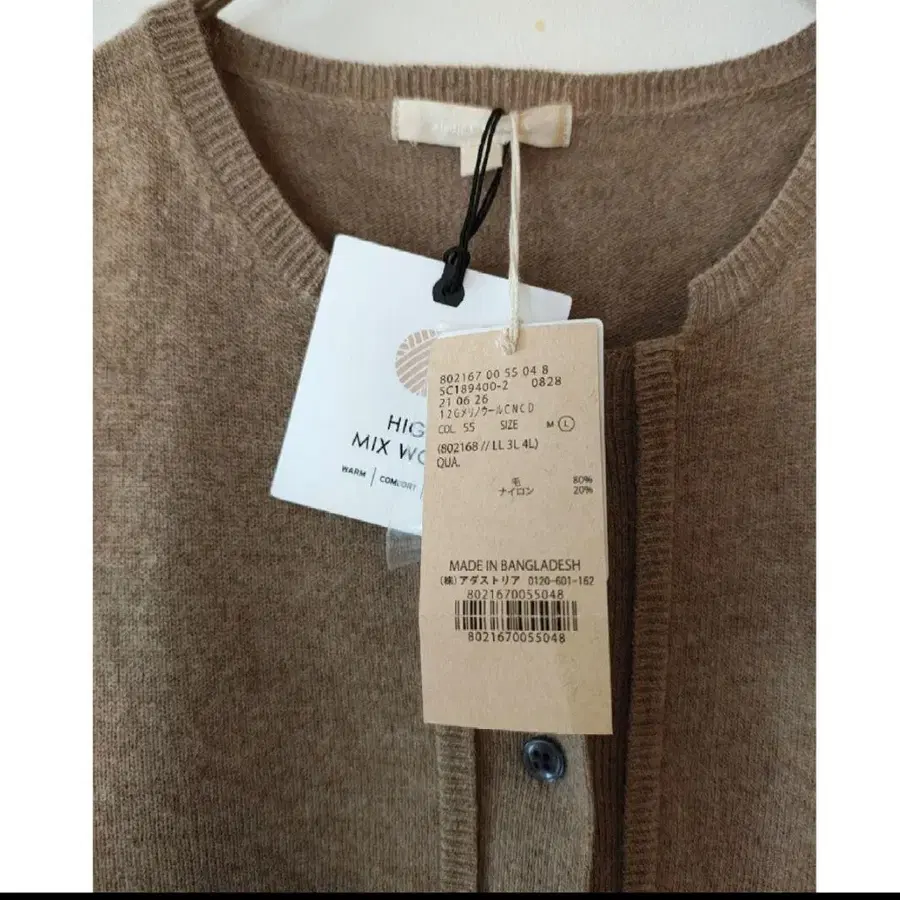 HIG
MIX WO
WARM | COMFORT |
802167 00 55 04 8
SC189400-2 0828
21 06 26
12GメリノウールCNCD
COL 55 SIZE M L
(802168 // LL 3L 4L)
QUA.
毛 80%
ナイロン 20%
MADE IN BANGLADESH
(株)アダストリア 0120-601-162
8021670055048
8021670055048